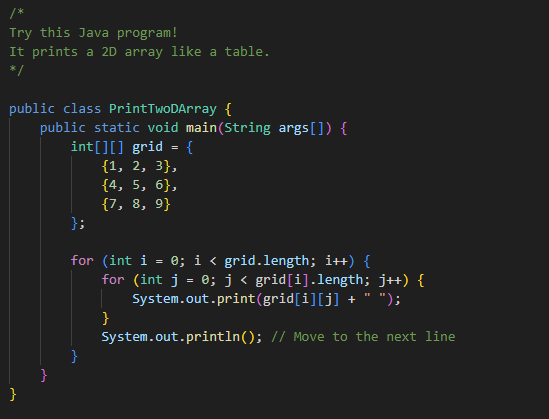 /*
Try this Java program!
It prints a 2D array like a table.
*/

public class PrintTwoDArray {
    public static void main(String args[]) {
        int[][] grid = {
            {1, 2, 3},
            {4, 5, 6},
            {7, 8, 9}
        };

        for (int i = 0; i < grid.length; i++) {
            for (int j = 0; j < grid[i].length; j++) {
                System.out.print(grid[i][j] + " ");
            }
            System.out.println(); // Move to the next line
        }
    }
}